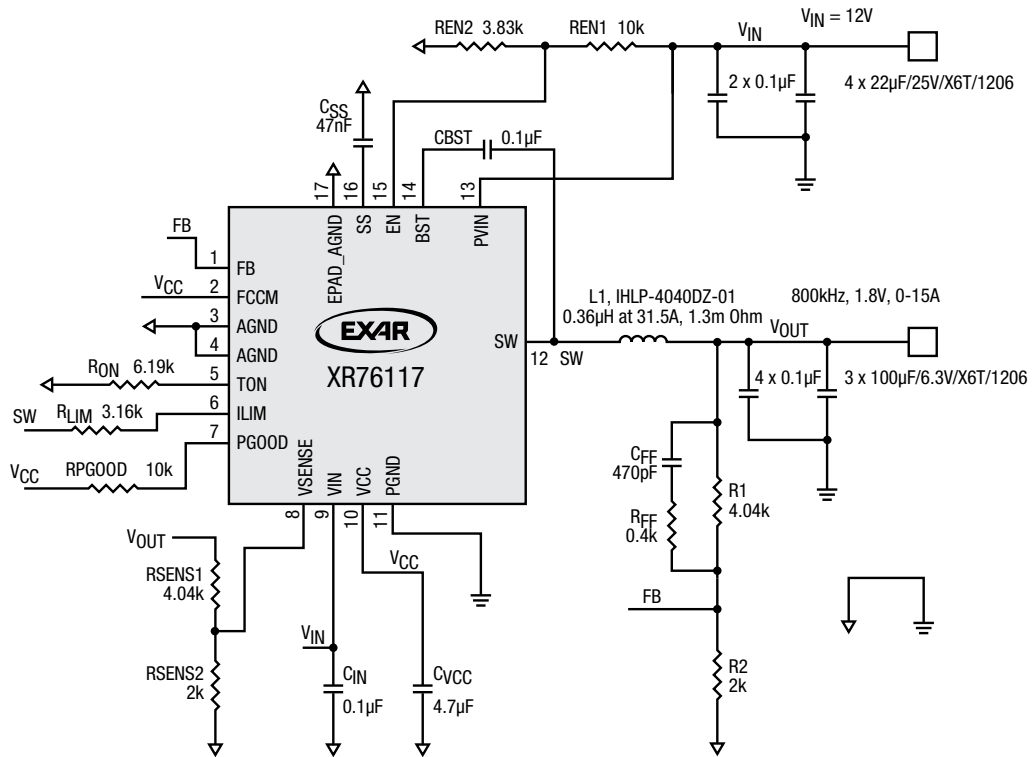 REN2 3.83k
REN1 10k
VIN
VIN = 12V
2 x 0.1µF
4 x 22µF/25V/X6T/1206
CSS
47nF
CBST 0.1µF
17
16
15
14
13
EPAD_AGND
SS
EN
BST
PVIN
FB
1
FB
VCC
2
FCCM
3
AGND
4
AGND
RON 6.19k
5
TON
SW
RLIM 3.16k
6
ILIM
7
PGOOD
VCC
RPGOOD 10k
EXAR
XR76117
SW
12
SW
L1, IHLP-4040DZ-01
0.36µH at 31.5A, 1.3m Ohm
800kHz, 1.8V, 0-15A
VOUT
4 x 0.1µF
3 x 100µF/6.3V/X6T/1206
VSENSE
VIN
VCC
PGND
8
9
10
11
VOUT
RSENS1
4.04k
RSENS2
2k
VIN
CIN
0.1µF
VCC
CVCC
4.7µF
CFF
470pF
RFF
0.4k
R1
4.04k
FB
R2
2k